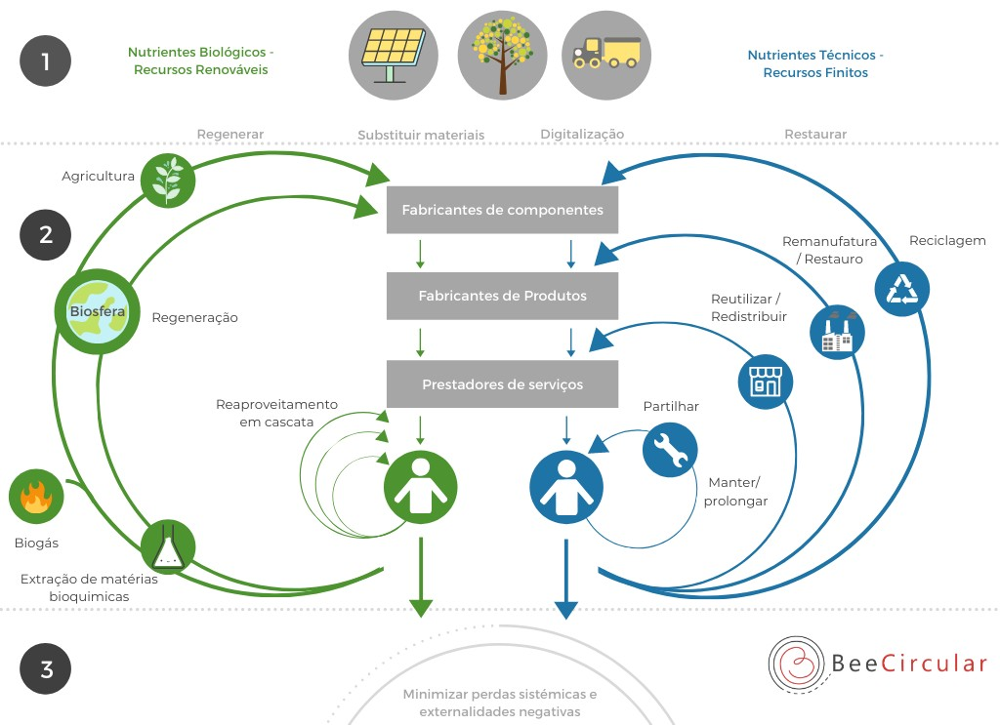 1
Nutrientes Biológicos -
Recursos Renováveis
Nutrientes Técnicos -
Recursos Finitos
Regenerar
Substituir materiais
Digitalização
Restaurar
Agricultura
2
Fabricantes de componentes
Remanufatura
/ Restauro
Reciclagem
Biosfera
Regeneração
Fabricantes de Produtos
Reutilizar /
Redistribuir
Prestadores de serviços
Reaproveitamento
em cascata
Partilhar
Manter/
prolongar
Biogás
Extração de matérias
bioquimicas
3
Minimizar perdas sistémicas e
externalidades negativas
BeeCircular